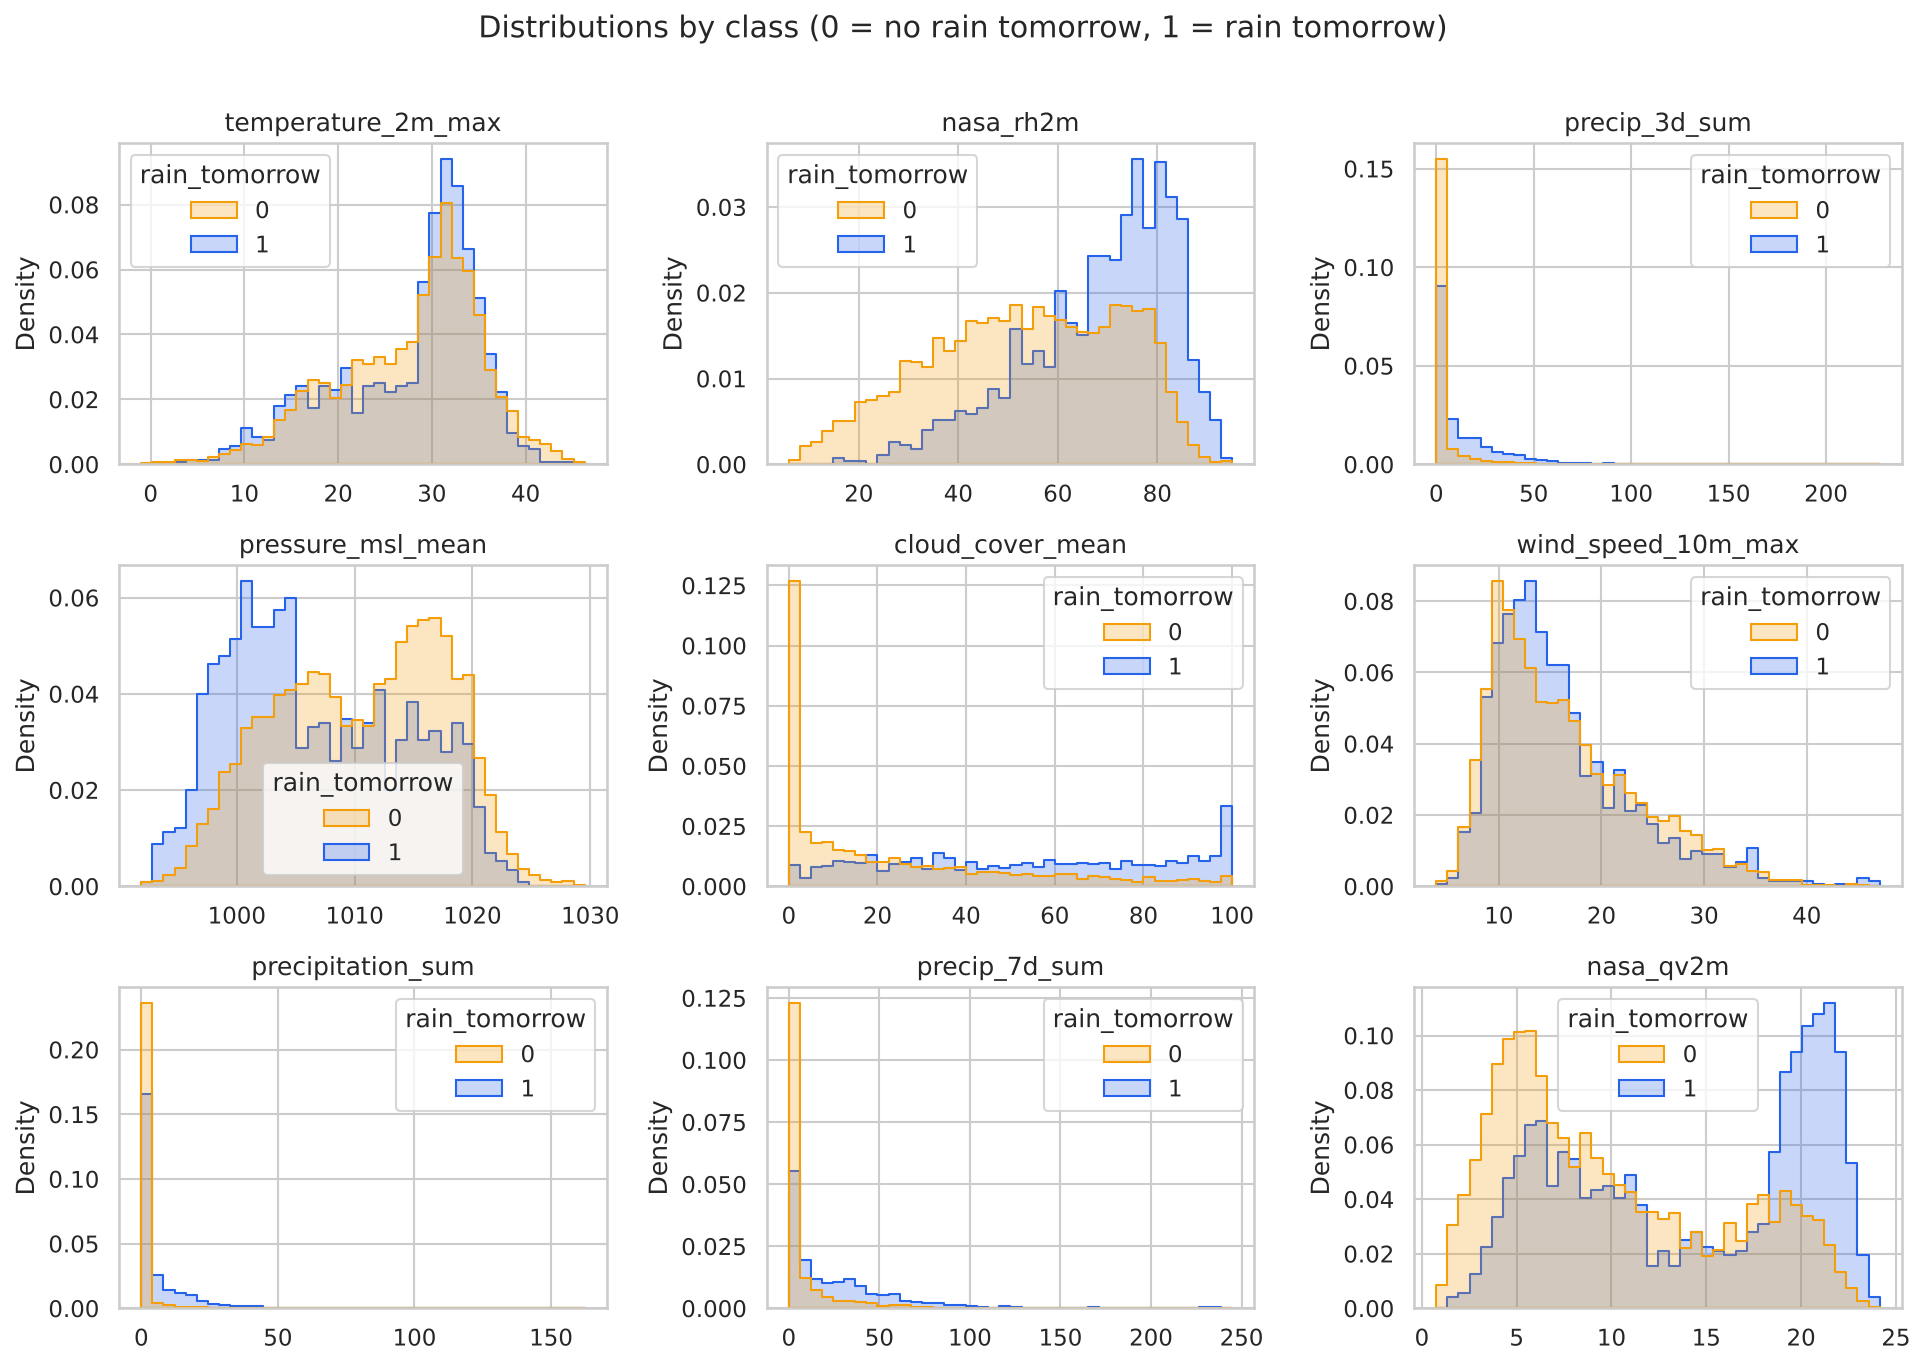 Distributions by class (0 = no rain tomorrow, 1 = rain tomorrow)
temperature_2m_max
rain_tomorrow
0
1
Density
0.08
0.06
0.04
0.02
0.00
0 10 20 30 40
nasa_rh2m
rain_tomorrow
0
1
Density
0.03
0.02
0.01
0.00
20 40 60 80
precip_3d_sum
rain_tomorrow
0
1
Density
0.15
0.10
0.05
0.00
0 50 100 150 200
pressure_msl_mean
rain_tomorrow
0
1
Density
0.06
0.04
0.02
0.00
1000 1010 1020 1030
cloud_cover_mean
rain_tomorrow
0
1
Density
0.125
0.100
0.075
0.050
0.025
0.000
0 20 40 60 80 100
wind_speed_10m_max
rain_tomorrow
0
1
Density
0.08
0.06
0.04
0.02
0.00
10 20 30 40
precipitation_sum
rain_tomorrow
0
1
Density
0.20
0.15
0.10
0.05
0.00
0 50 100 150
precip_7d_sum
rain_tomorrow
0
1
Density
0.125
0.100
0.075
0.050
0.025
0.000
0 50 100 150 200 250
nasa_qv2m
rain_tomorrow
0
1
Density
0.10
0.08
0.06
0.04
0.02
0.00
0 5 10 15 20 25